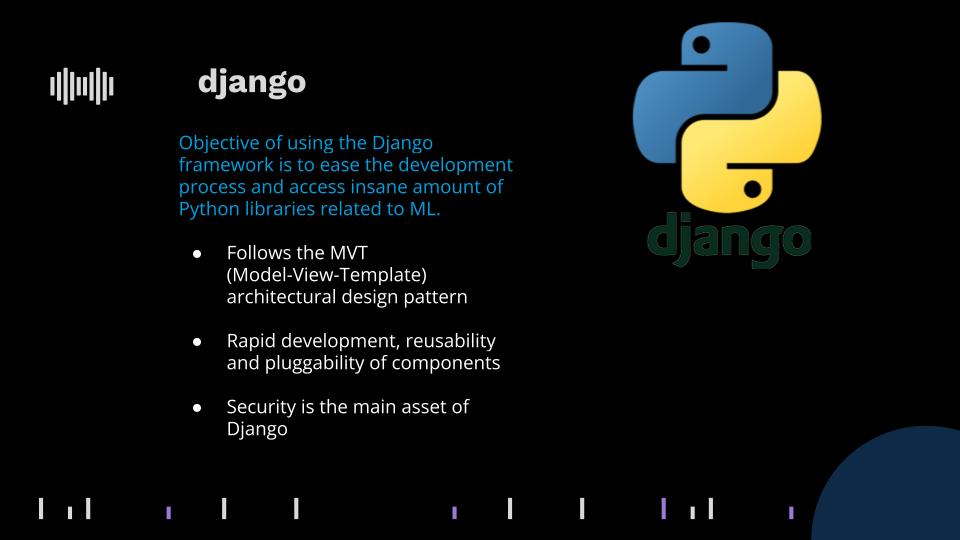 django
Objective of using the Django
framework is to ease the development
process and access insane amount of
Python libraries related to ML.
● Follows the MVT
(Model-View-Template)
architectural design pattern
● Rapid development, reusability
and pluggability of components
● Security is the main asset of
Django
django